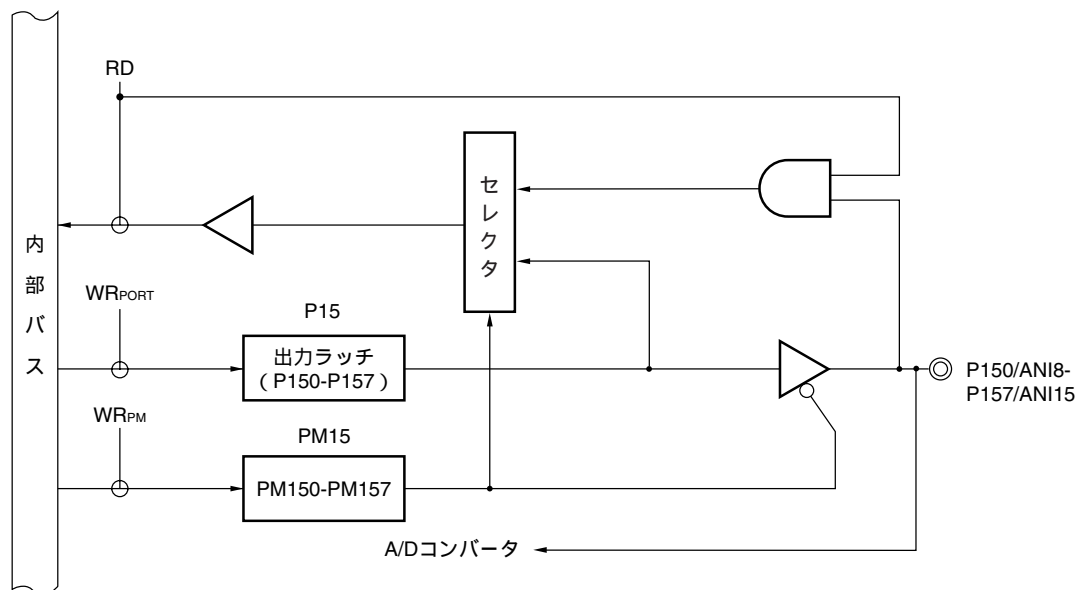 RD
セレクタ
内部バス
WRPORT
P15
出力ラッチ
（P150-P157）
P150/ANI8-
P157/ANI15
WRPM
PM15
PM150-PM157
A/Dコンバータ